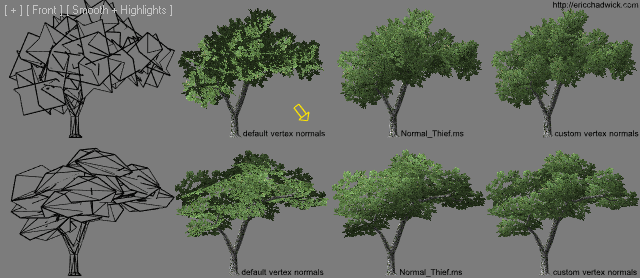 [ + ] [ Front ] [ Smooth + Highlights ]
http://ericchadwick.com/
default vertex normals
Normal_Thief.ms
custom vertex normals
default vertex normals
Normal_Thief.ms
custom vertex normals